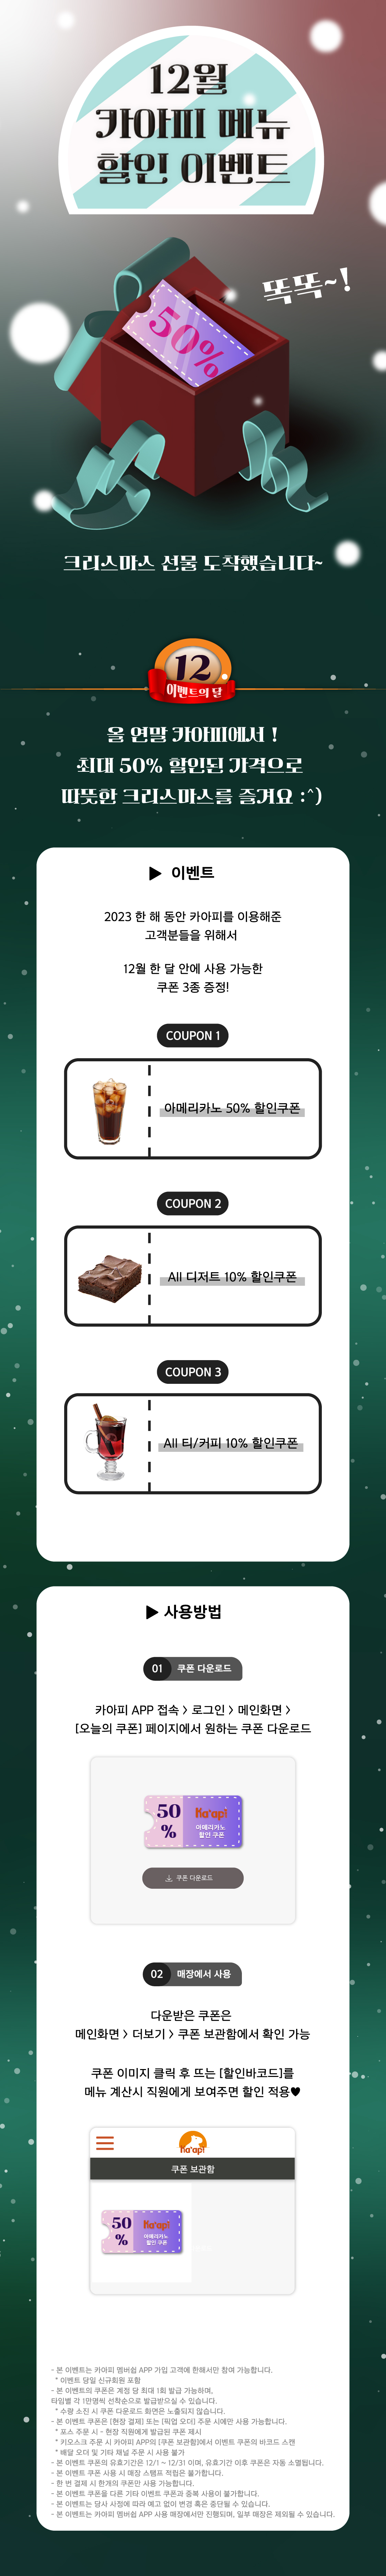 12월
카아피 메뉴
할인 이벤트
똑똑~!
50%
크리스마스 선물 도착했습니다~
12
이벤트의 달
올 연말 카아피에서 !
최대 50% 할인된 가격으로
따뜻한 크리스마스를 즐겨요 :^)
▶ 이벤트
2023 한 해 동안 카아피를 이용해준
고객분들을 위해서
12월 한 달 안에 사용 가능한
쿠폰 3종 증정!
COUPON 1
아메리카노 50% 할인쿠폰
COUPON 2
All 디저트 10% 할인쿠폰
COUPON 3
All 티/커피 10% 할인쿠폰
▶ 사용방법
01 쿠폰 다운로드
카아피 APP 접속 > 로그인 > 메인화면 >
[오늘의 쿠폰] 페이지에서 원하는 쿠폰 다운로드
50
%
Ka'api
아메리카노
할인 쿠폰
쿠폰 다운로드
02 매장에서 사용
다운받은 쿠폰은
메인화면 > 더보기 > 쿠폰 보관함에서 확인 가능
쿠폰 이미지 클릭 후 뜨는 [할인바코드]를
메뉴 계산시 직원에게 보여주면 할인 적용♥
Ka'api
쿠폰 보관함
50
%
Ka'api
아메리카노
할인 쿠폰
- 본 이벤트는 카아피 멤버쉽 APP 가입 고객에 한해서만 참여 가능합니다.
* 이벤트 당일 신규회원 포함
- 본 이벤트의 쿠폰은 계정 당 최대 1회 발급 가능하며,
타임별 각 1만명씩 선착순으로 발급받으실 수 있습니다.
* 수량 소진 시 쿠폰 다운로드 화면은 노출되지 않습니다.
- 본 이벤트 쿠폰은 [현장 결제] 또는 [픽업 오더] 주문 시에만 사용 가능합니다.
* 포스 주문 시 - 현장 직원에게 발급된 쿠폰 제시
* 키오스크 주문 시 카아피 APP의 [쿠폰 보관함]에서 이벤트 쿠폰의 바코드 스캔
* 배달 오더 및 기타 채널 주문 시 사용 불가
- 본 이벤트 쿠폰의 유효기간은 12/1 ~ 12/31 이며, 유효기간 이후 쿠폰은 자동 소멸됩니다.
- 본 이벤트 쿠폰 사용 시 매장 스탬프 적립은 불가합니다.
- 한 번 결제 시 한개의 쿠폰만 사용 가능합니다.
- 본 이벤트 쿠폰을 다른 기타 이벤트 쿠폰과 중복 사용이 불가합니다.
- 본 이벤트는 당사 사정에 따라 예고 없이 변경 혹은 중단될 수 있습니다.
- 본 이벤트는 카아피 멤버쉽 APP 사용 매장에서만 진행되며, 일부 매장은 제외될 수 있습니다.